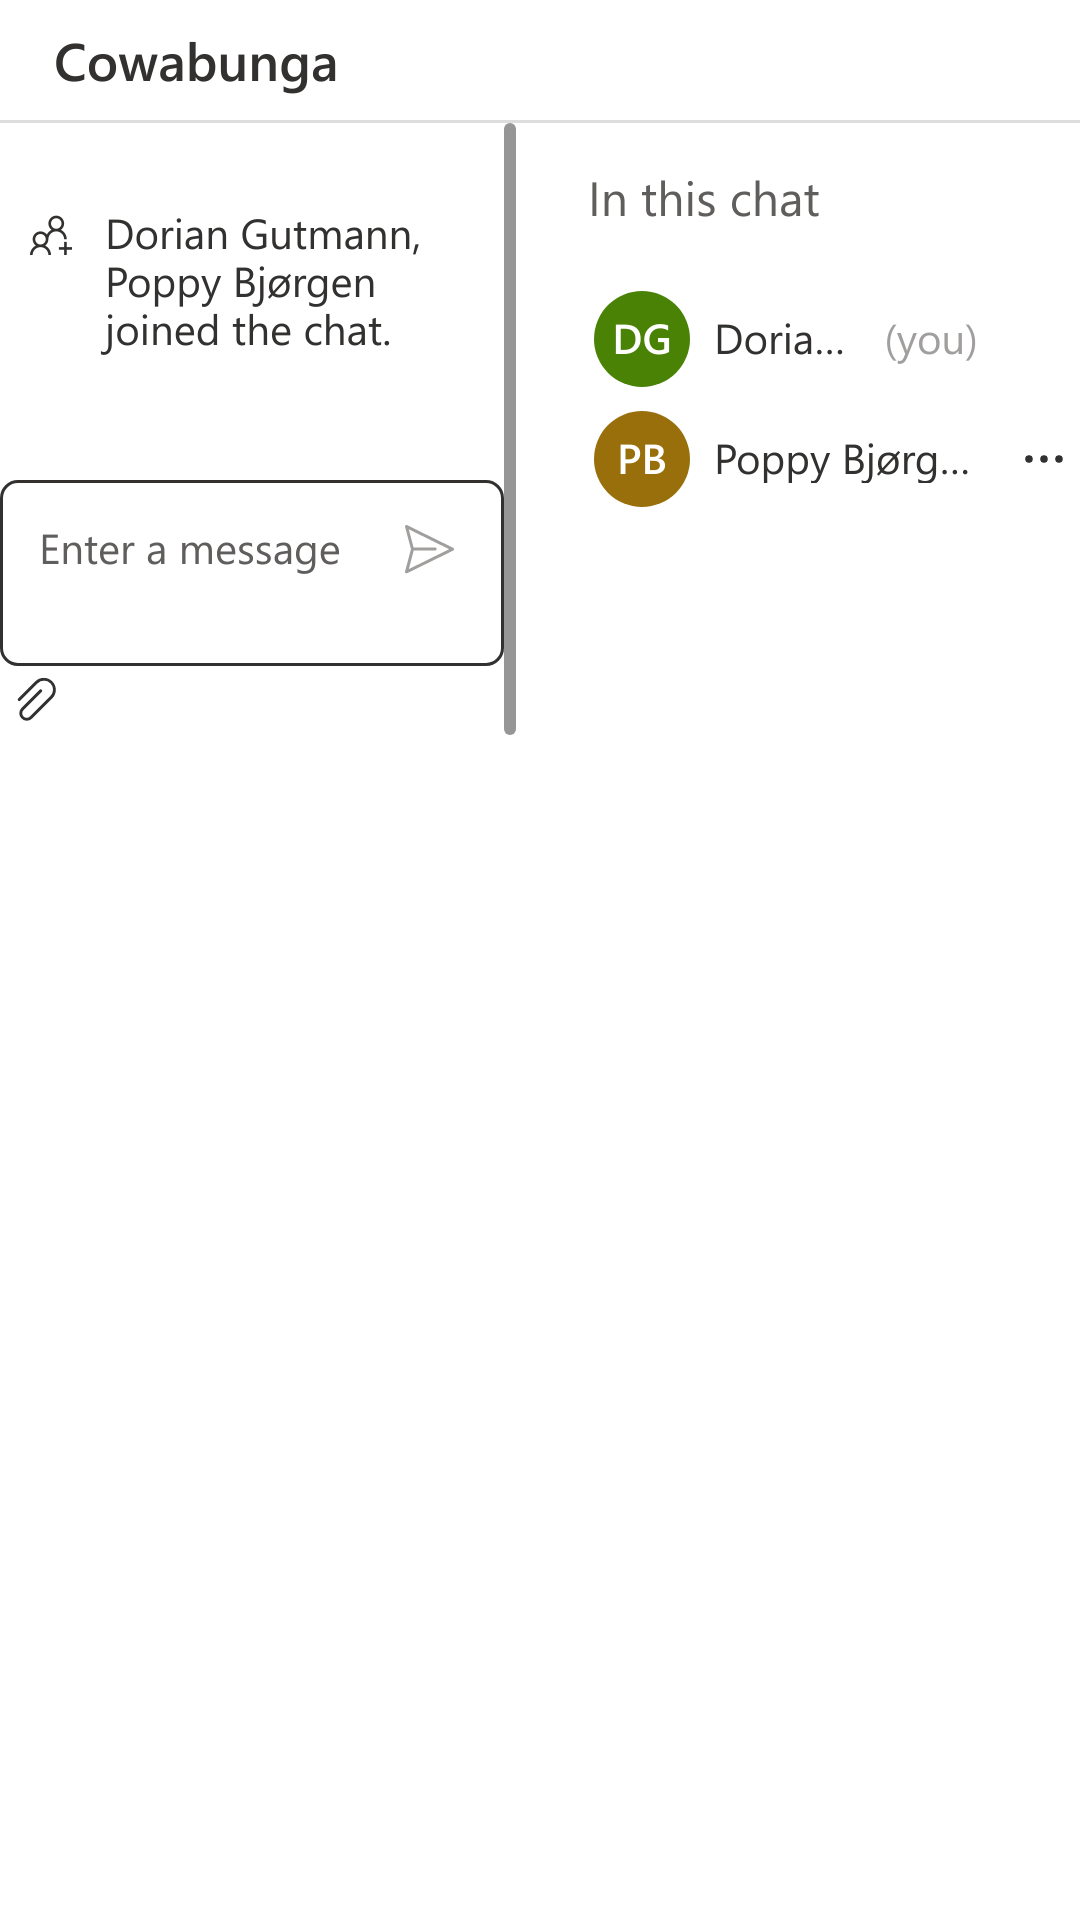 Cowabunga
Dorian Gutmann,
Poppy Bjørgen
joined the chat.
Enter a message
In this chat
DG Doria... (you)
PB Poppy Bjørg...